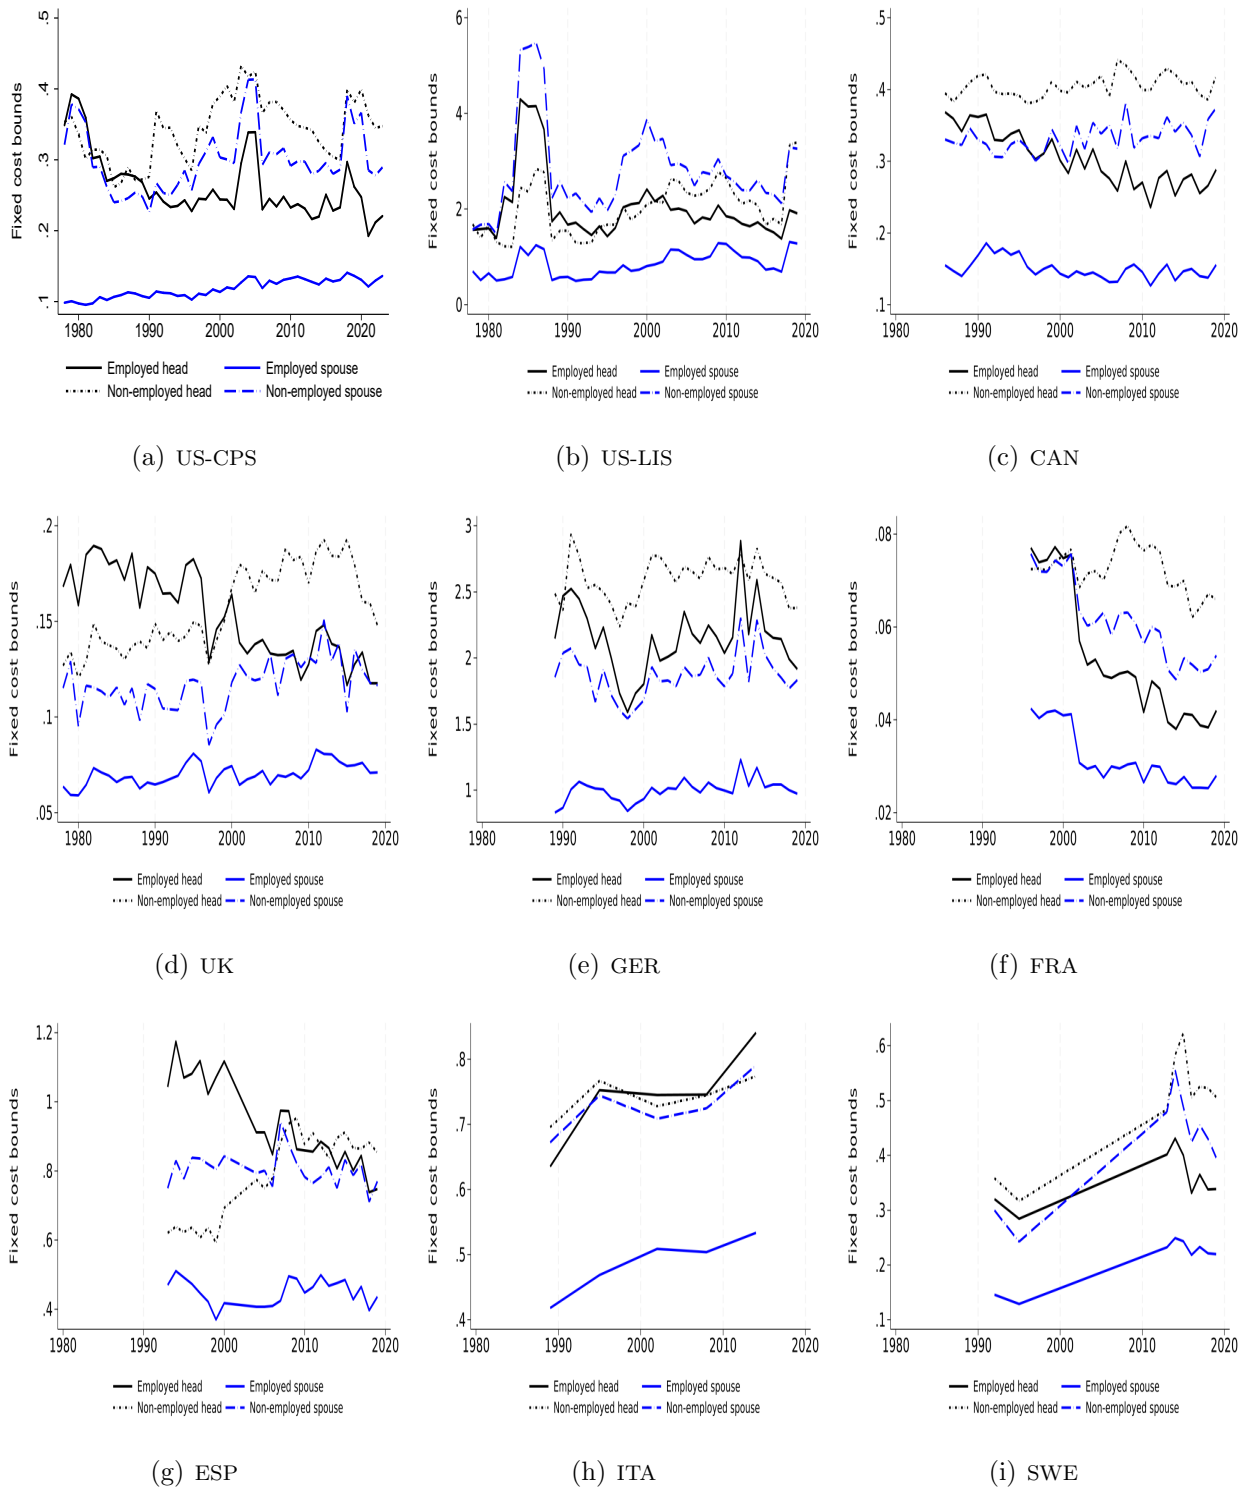 Fixed cost bounds
.5
.4
.3
.2
.1
1980 1990 2000 2010 2020
Employed head Employed spouse
Non-employed head Non-employed spouse
(a) US-CPS
Fixed cost bounds
6
4
2
0
1980 1990 2000 2010 2020
Employed head Employed spouse
Non-employed head Non-employed spouse
(b) US-LIS
Fixed cost bounds
.5
.4
.3
.2
.1
1980 1990 2000 2010 2020
Employed head Employed spouse
Non-employed head Non-employed spouse
(c) CAN
Fixed cost bounds
.2
.15
.1
.05
1980 1990 2000 2010 2020
Employed head Employed spouse
Non-employed head Non-employed spouse
(d) UK
Fixed cost bounds
3
2.5
2
1.5
1
1980 1990 2000 2010 2020
Employed head Employed spouse
Non-employed head Non-employed spouse
(e) GER
Fixed cost bounds
.08
.06
.04
.02
1980 1990 2000 2010 2020
Employed head Employed spouse
Non-employed head Non-employed spouse
(f) FRA
Fixed cost bounds
1.2
1
.8
.6
.4
1980 1990 2000 2010 2020
Employed head Employed spouse
Non-employed head Non-employed spouse
(g) ESP
Fixed cost bounds
.8
.7
.6
.5
.4
1980 1990 2000 2010 2020
Employed head Employed spouse
Non-employed head Non-employed spouse
(h) ITA
Fixed cost bounds
.6
.5
.4
.3
.2
.1
1980 1990 2000 2010 2020
Employed head Employed spouse
Non-employed head Non-employed spouse
(i) SWE